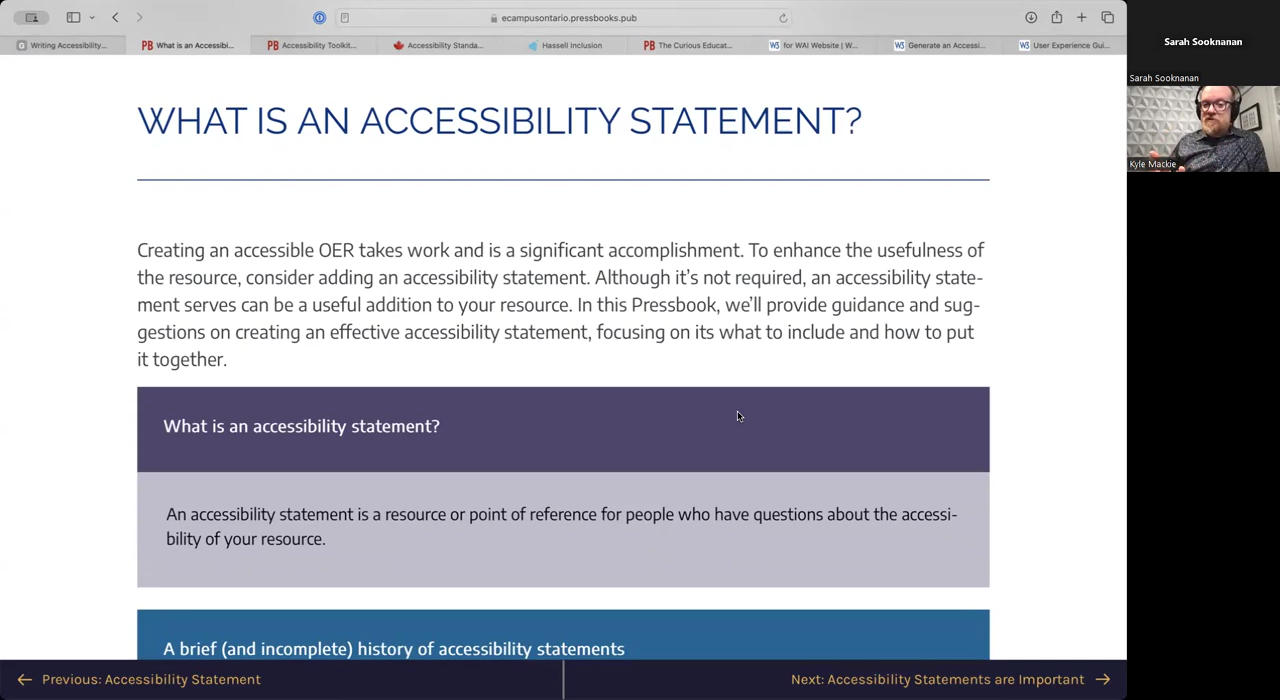 ecampusontario.pressbooks.pub
Writing Accessibility...
PB What is an Accessibi...
PB Accessibility Toolkit...
Accessibility Standa...
Hassell Inclusion
PB The Curious Educat...
W3 for WAI Website | W...
W3 Generate an Accessi...
W3 User Experience Gui...
WHAT IS AN ACCESSIBILITY STATEMENT?
Creating an accessible OER takes work and is a significant accomplishment. To enhance the usefulness of
the resource, consider adding an accessibility statement. Although it's not required, an accessibility state-
ment serves can be a useful addition to your resource. In this Pressbook, we'll provide guidance and sug-
gestions on creating an effective accessibility statement, focusing on its what to include and how to put
it together.
What is an accessibility statement?
An accessibility statement is a resource or point of reference for people who have questions about the accessi-
bility of your resource.
A brief (and incomplete) history of accessibility statements
Previous: Accessibility Statement
Next: Accessibility Statements are Important
Sarah Sooknanan
Sarah Sooknanan
Kyle Mackie